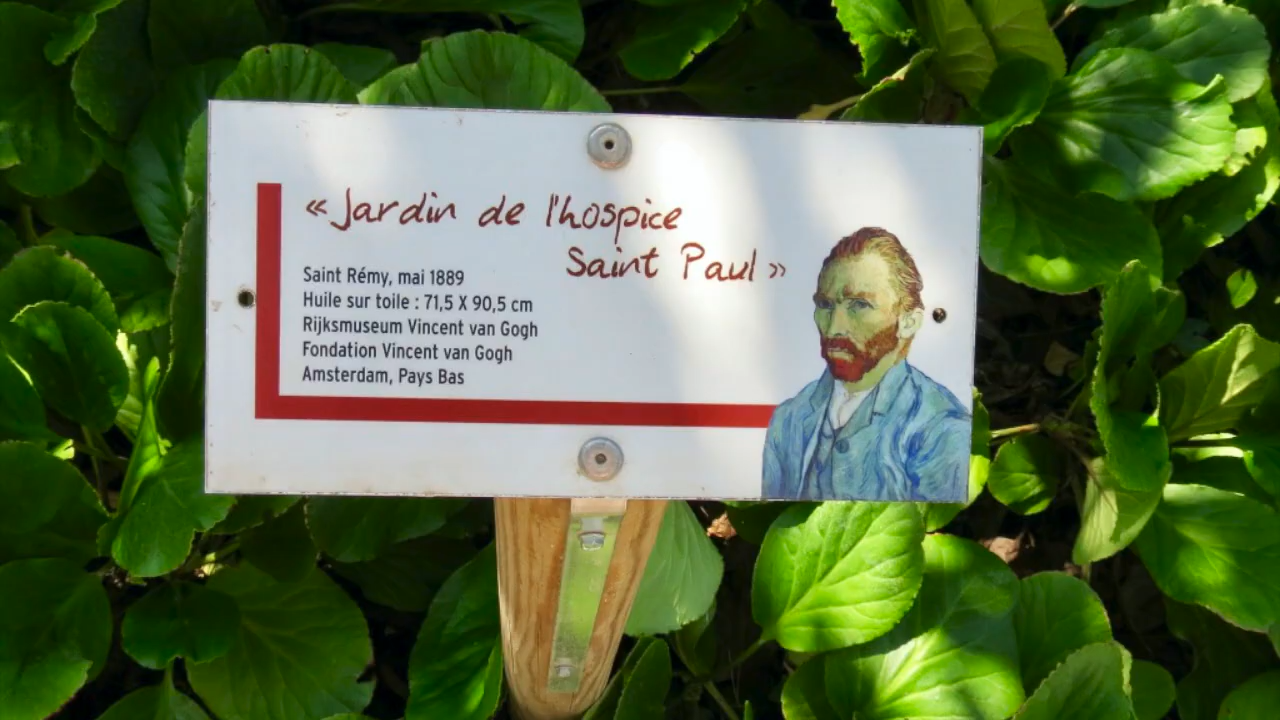 « Jardin de l'hospice
Saint Paul »
Saint Rémy, mai 1889
Huile sur toile : 71,5 X 90,5 cm
Rijksmuseum Vincent van Gogh
Fondation Vincent van Gogh
Amsterdam, Pays Bas